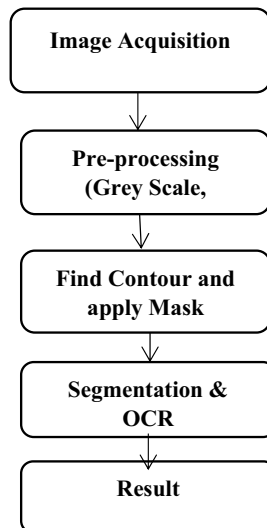 Image Acquisition
Pre-processing
(Grey Scale,
Find Contour and
apply Mask
Segmentation &
OCR
Result